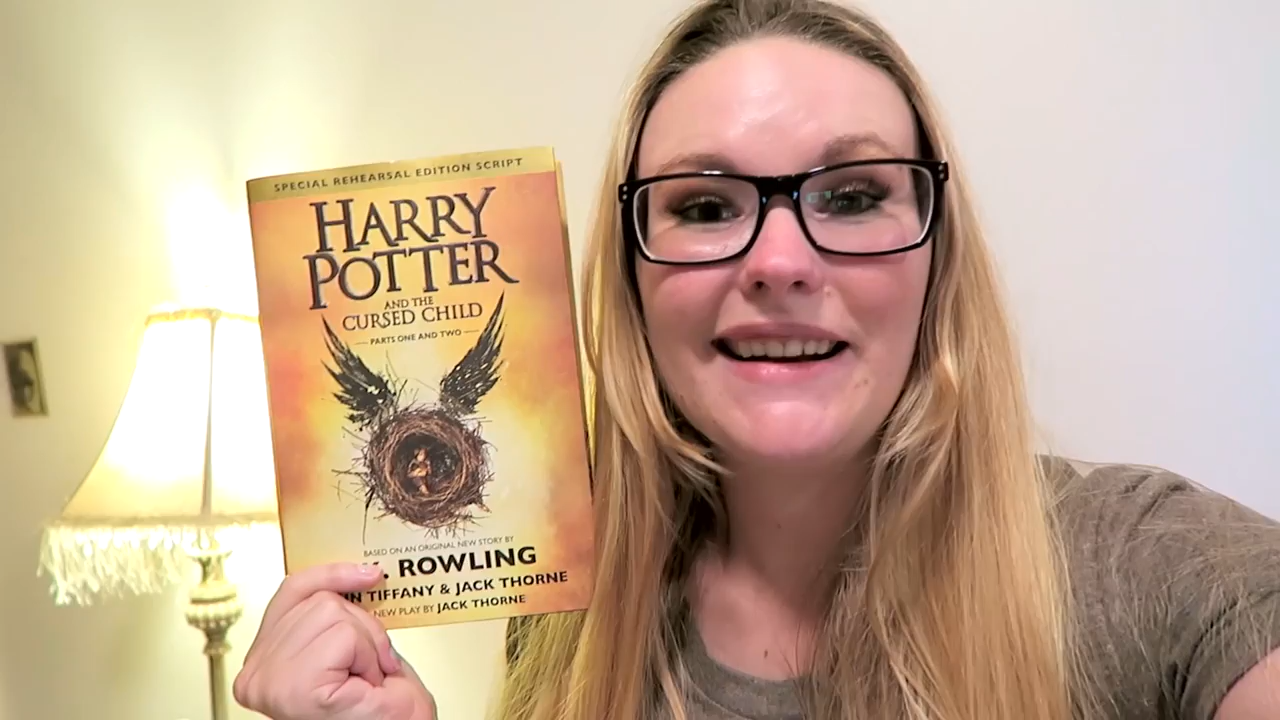 SPECIAL REHEARSAL EDITION SCRIPT
HARRY
POTTER
AND THE
CURSED CHILD
PARTS ONE AND TWO
BASED ON AN ORIGINAL NEW STORY BY
K. ROWLING
TIFFANY & JACK THORNE
NEW PLAY BY JACK THORNE